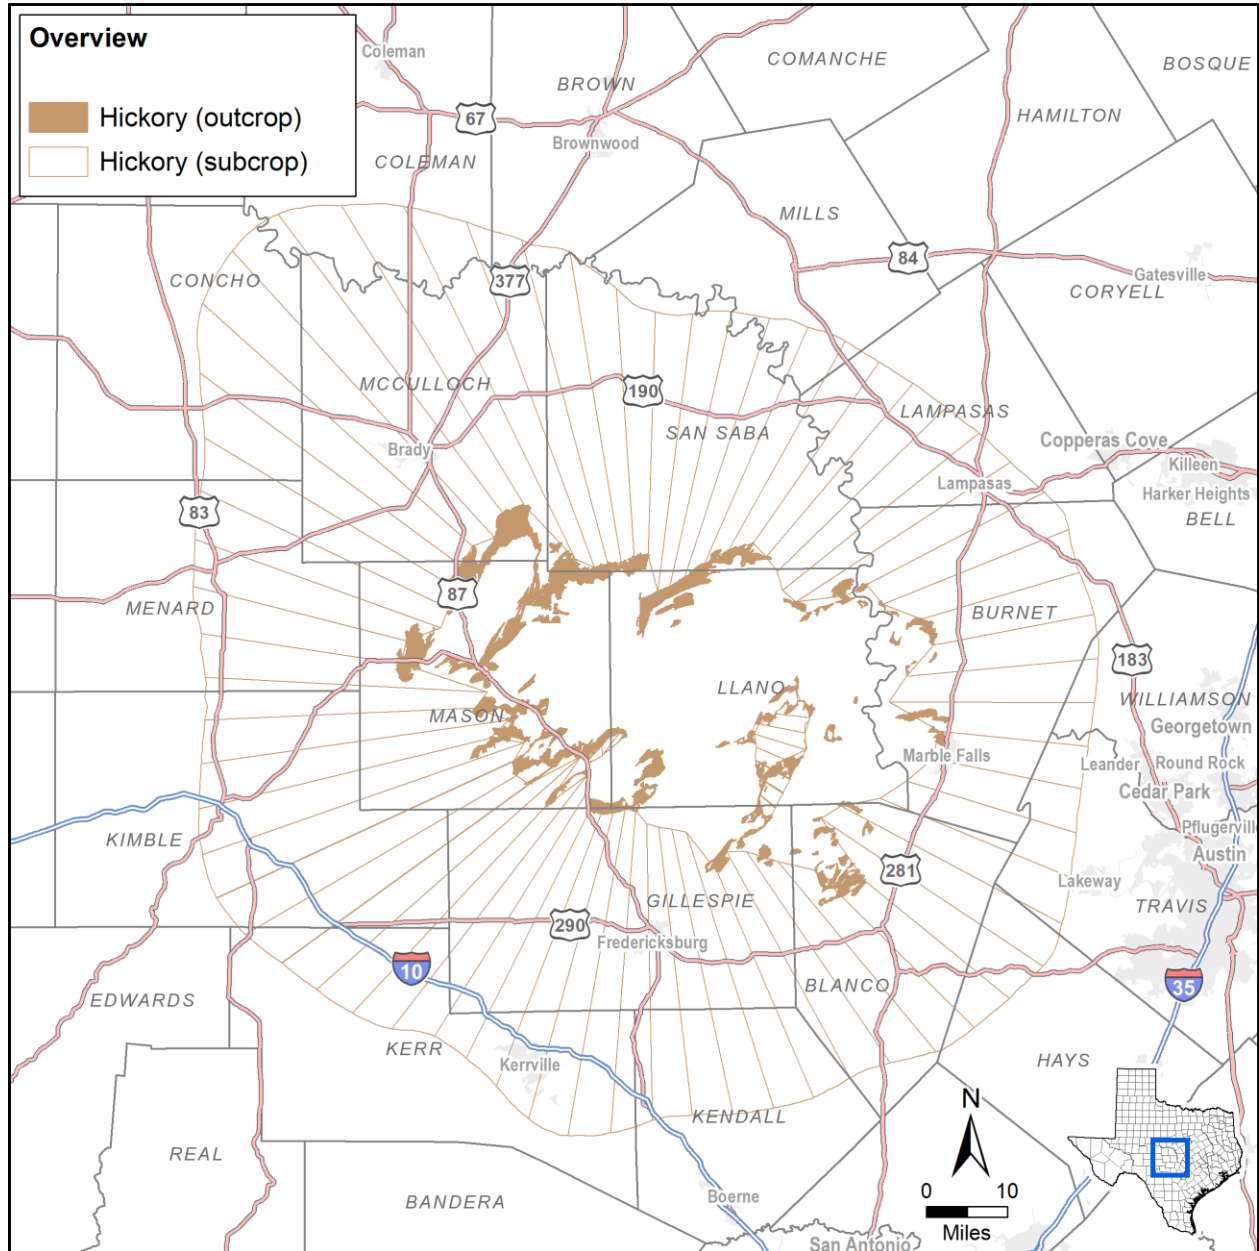 Overview
Hickory (outcrop)
Hickory (subcrop)
Coleman
COMANCHE
BOSQUE
BROWN
67
HAMILTON
Brownwood
COLEMAN
MILLS
84
CONCHO
377
Gatesville
CORYELL
MCCULLOCH
190
LAMPASAS
SAN SABA
Brady
Copperas Cove
Killeen
Lampasas
Harker Heights
83
BELL
87
MENARD
BURNET
183
LLANO
WILLIAMSON
MASON
Georgetown
Marble Falls
Leander
Round Rock
Cedar Park
KIMBLE
Pflugerville
Austin
281
Lakeway
GILLESPIE
TRAVIS
290
Fredericksburg
10
BLANCO
35
EDWARDS
KERR
Kerrville
HAYS
N
KENDALL
REAL
0 10
Miles
BANDERA
Boerne
San Antonio